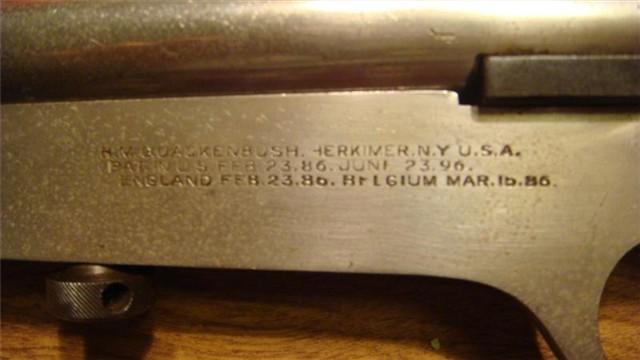 H.M. QUACKENBUSH. HERKIMER. N.Y U.S.A.
PAT'D U.S. FEB. 23. 86. JUNE 23. 96.
ENGLAND FEB. 23. 86. BELGIUM MAR. 15. 86.